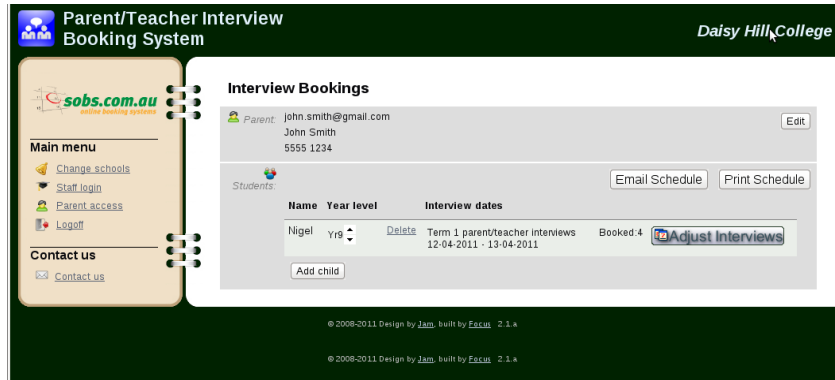 Parent/Teacher Interview
Booking System
Daisy Hill College
sobs.com.au
online booking systems
Main menu
Change schools
Staff login
Parent access
Logoff
Contact us
Contact us
Interview Bookings
Parent: john.smith@gmail.com
John Smith
5555 1234
Edit
Students:
Email Schedule Print Schedule
Name Year level Interview dates
Nigel Yr9 Delete Term 1 parent/teacher interviews Booked:4 Adjust Interviews
12-04-2011 - 13-04-2011
Add child
© 2008-2011 Design by Jam, built by Focus 2.1.a
© 2008-2011 Design by Jam, built by Focus 2.1.a